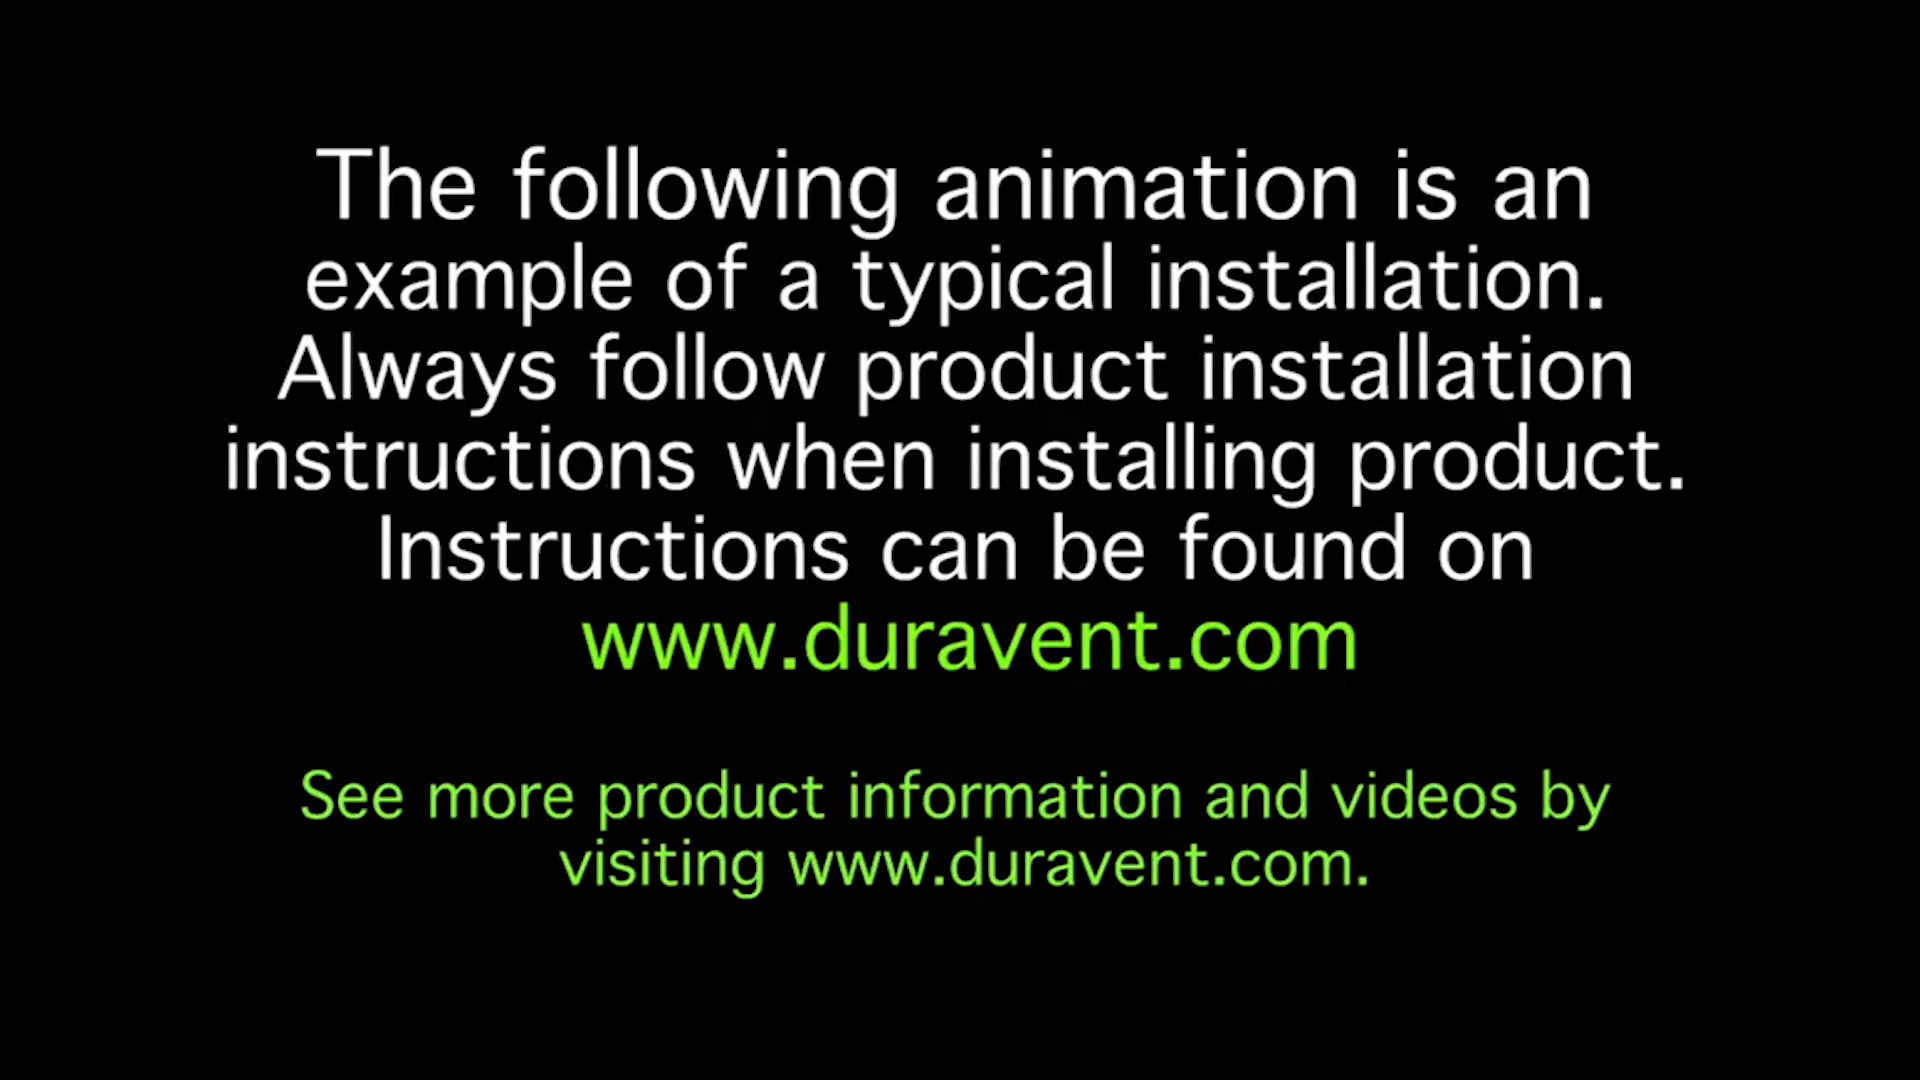 The following animation is an
example of a typical installation.
Always follow product installation
instructions when installing product.
Instructions can be found on
www.duravent.com
See more product information and videos by
visiting www.duravent.com.